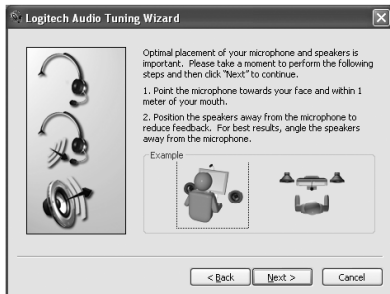 Logitech Audio Tuning Wizard
Optimal placement of your microphone and speakers is
important. Please take a moment to perform the following
steps and then click "Next" to continue.
1. Point the microphone towards your face and within 1
meter of your mouth.
2. Position the speakers away from the microphone to
reduce feedback. For best results, angle the speakers
away from the microphone.
Example
< Back Next > Cancel